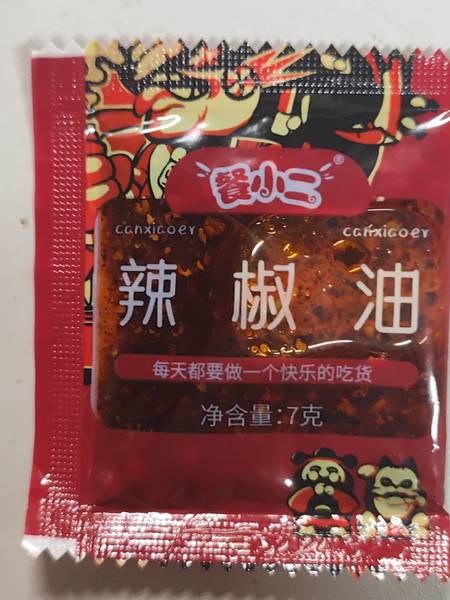 餐小二®
canxiaoer canxiaoer
辣椒油
每天都要做一个快乐的吃货
净含量:7克